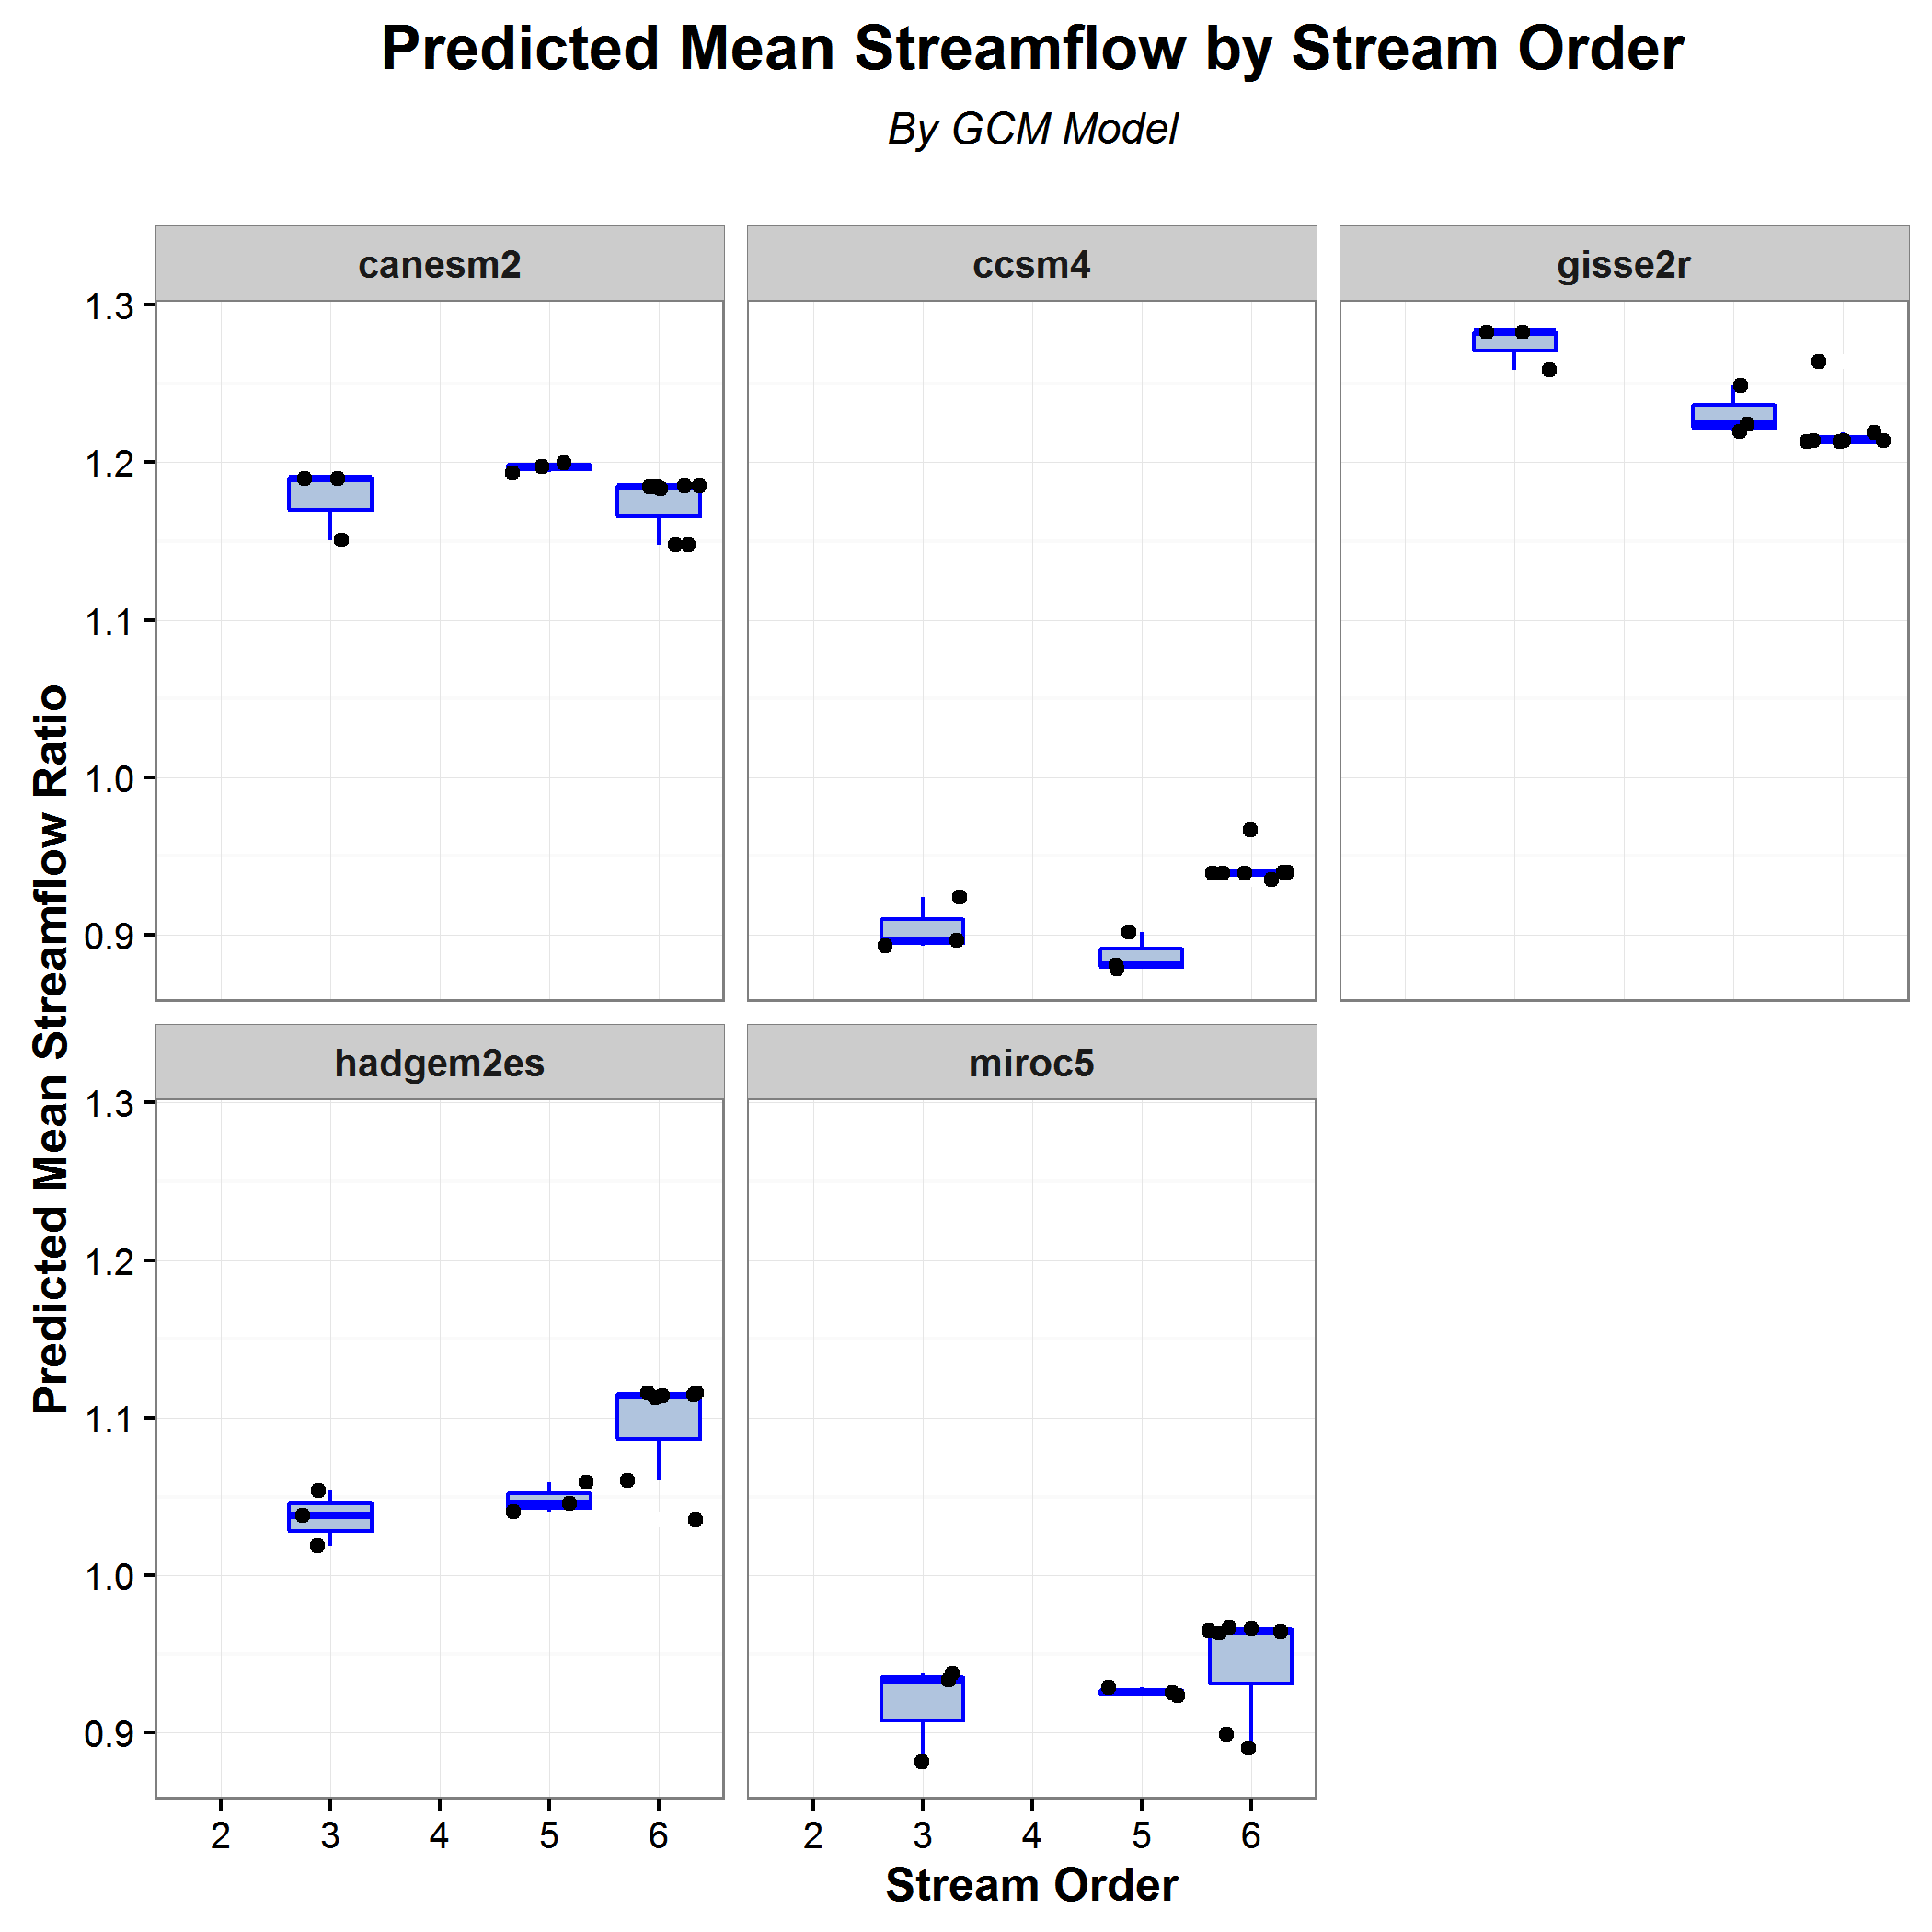 Predicted Mean Streamflow by Stream Order
By GCM Model
canesm2
ccsm4
gisse2r
1.3
1.2
1.1
1.0
0.9
Predicted Mean Streamflow Ratio
hadgem2es
miroc5
1.3
1.2
1.1
1.0
0.9
2 3 4 5 6
2 3 4 5 6
Stream Order